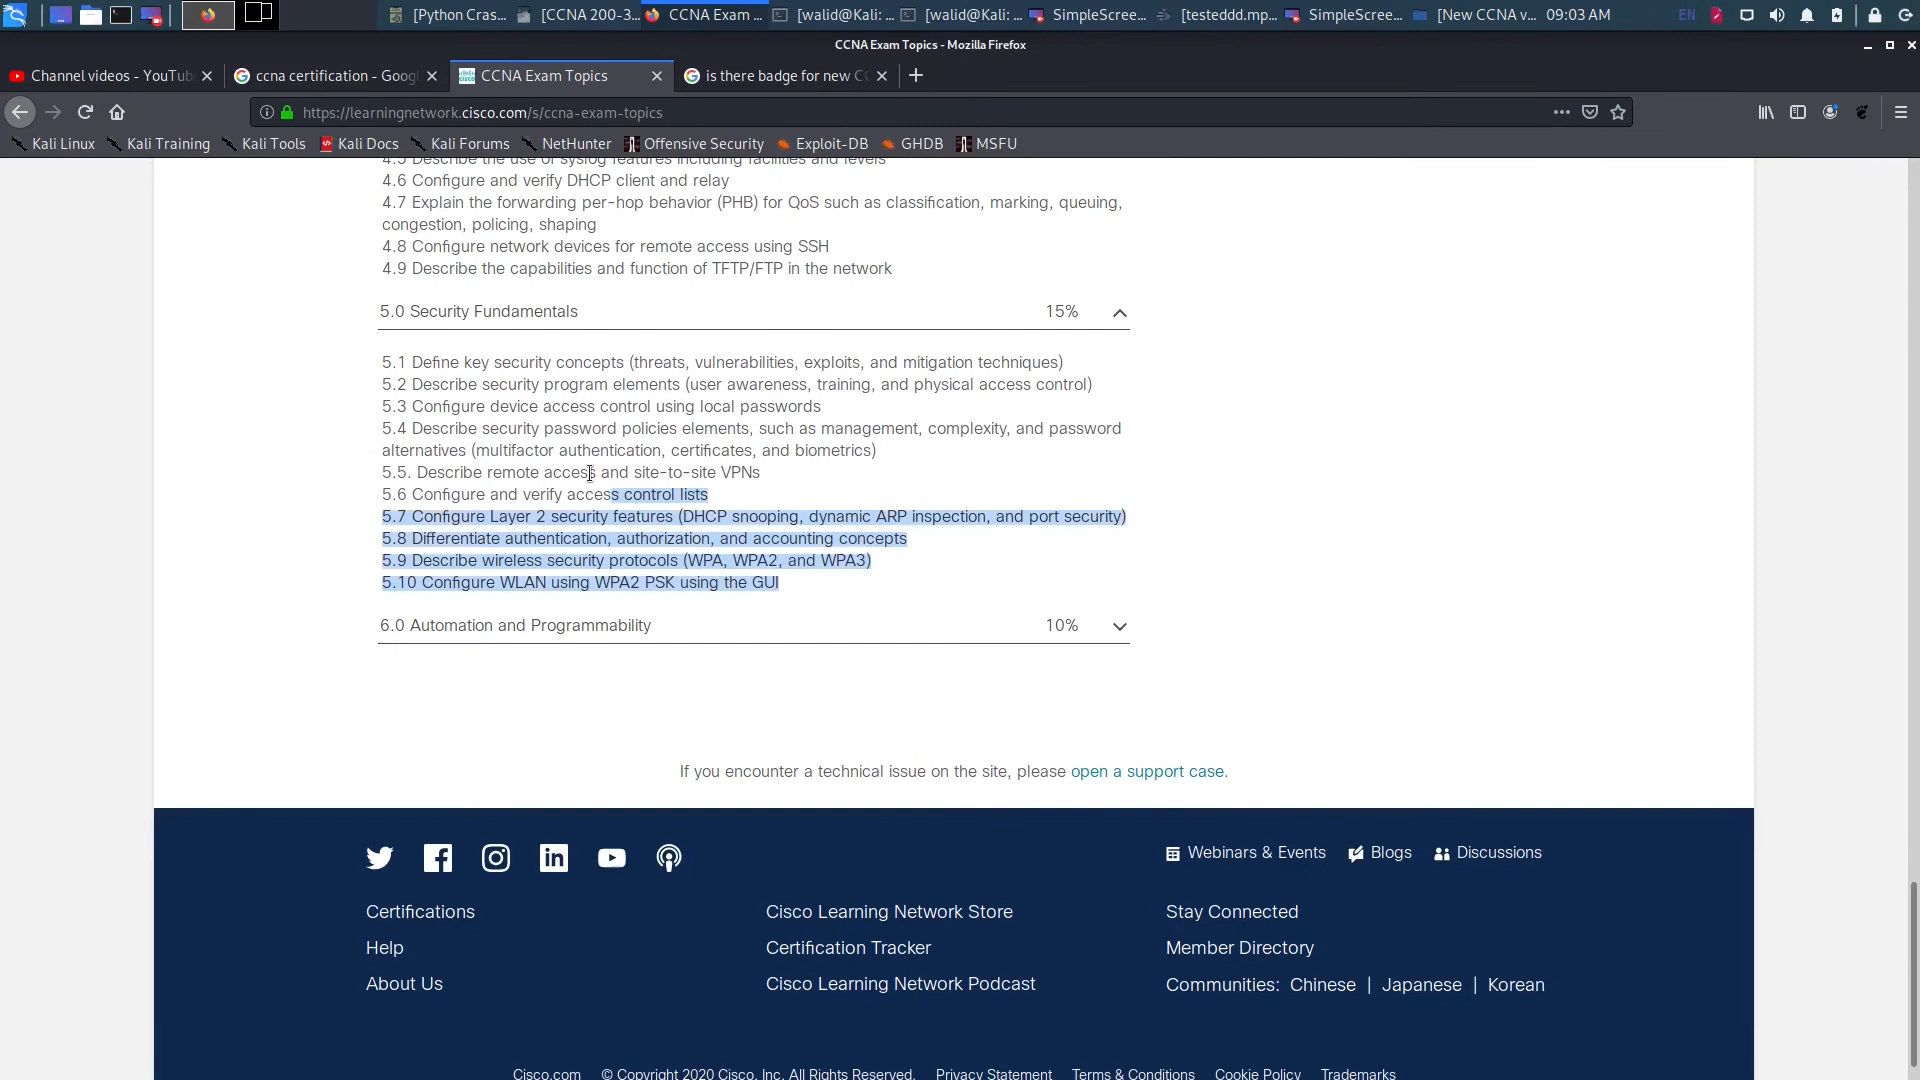 [Python Cras...
[CCNA 200-3...
CCNA Exam ...
[walid@Kali: ...
[walid@Kali: ...
SimpleScree...
[testeddd.mp...
SimpleScree...
[New CCNA v...
09:03 AM
EN
CCNA Exam Topics - Mozilla Firefox
Channel videos - YouTub
ccna certification - Goog
CCNA Exam Topics
is there badge for new CC
https://learningnetwork.cisco.com/s/ccna-exam-topics
Kali Linux
Kali Training
Kali Tools
Kali Docs
Kali Forums
NetHunter
Offensive Security
Exploit-DB
GHDB
MSFU
4.5 Describe the use of syslog features including facilities and levels
4.6 Configure and verify DHCP client and relay
4.7 Explain the forwarding per-hop behavior (PHB) for QoS such as classification, marking, queuing,
congestion, policing, shaping
4.8 Configure network devices for remote access using SSH
4.9 Describe the capabilities and function of TFTP/FTP in the network
5.0 Security Fundamentals 15%
5.1 Define key security concepts (threats, vulnerabilities, exploits, and mitigation techniques)
5.2 Describe security program elements (user awareness, training, and physical access control)
5.3 Configure device access control using local passwords
5.4 Describe security password policies elements, such as management, complexity, and password
alternatives (multifactor authentication, certificates, and biometrics)
5.5. Describe remote access and site-to-site VPNs
5.6 Configure and verify access control lists
5.7 Configure Layer 2 security features (DHCP snooping, dynamic ARP inspection, and port security)
5.8 Differentiate authentication, authorization, and accounting concepts
5.9 Describe wireless security protocols (WPA, WPA2, and WPA3)
5.10 Configure WLAN using WPA2 PSK using the GUI
6.0 Automation and Programmability 10%
If you encounter a technical issue on the site, please open a support case.
Webinars & Events
Blogs
Discussions
Certifications
Cisco Learning Network Store
Stay Connected
Help
Certification Tracker
Member Directory
About Us
Cisco Learning Network Podcast
Communities: Chinese | Japanese | Korean
Cisco.com © Copyright 2020 Cisco, Inc. All Rights Reserved. Privacy Statement Terms & Conditions Cookie Policy Trademarks